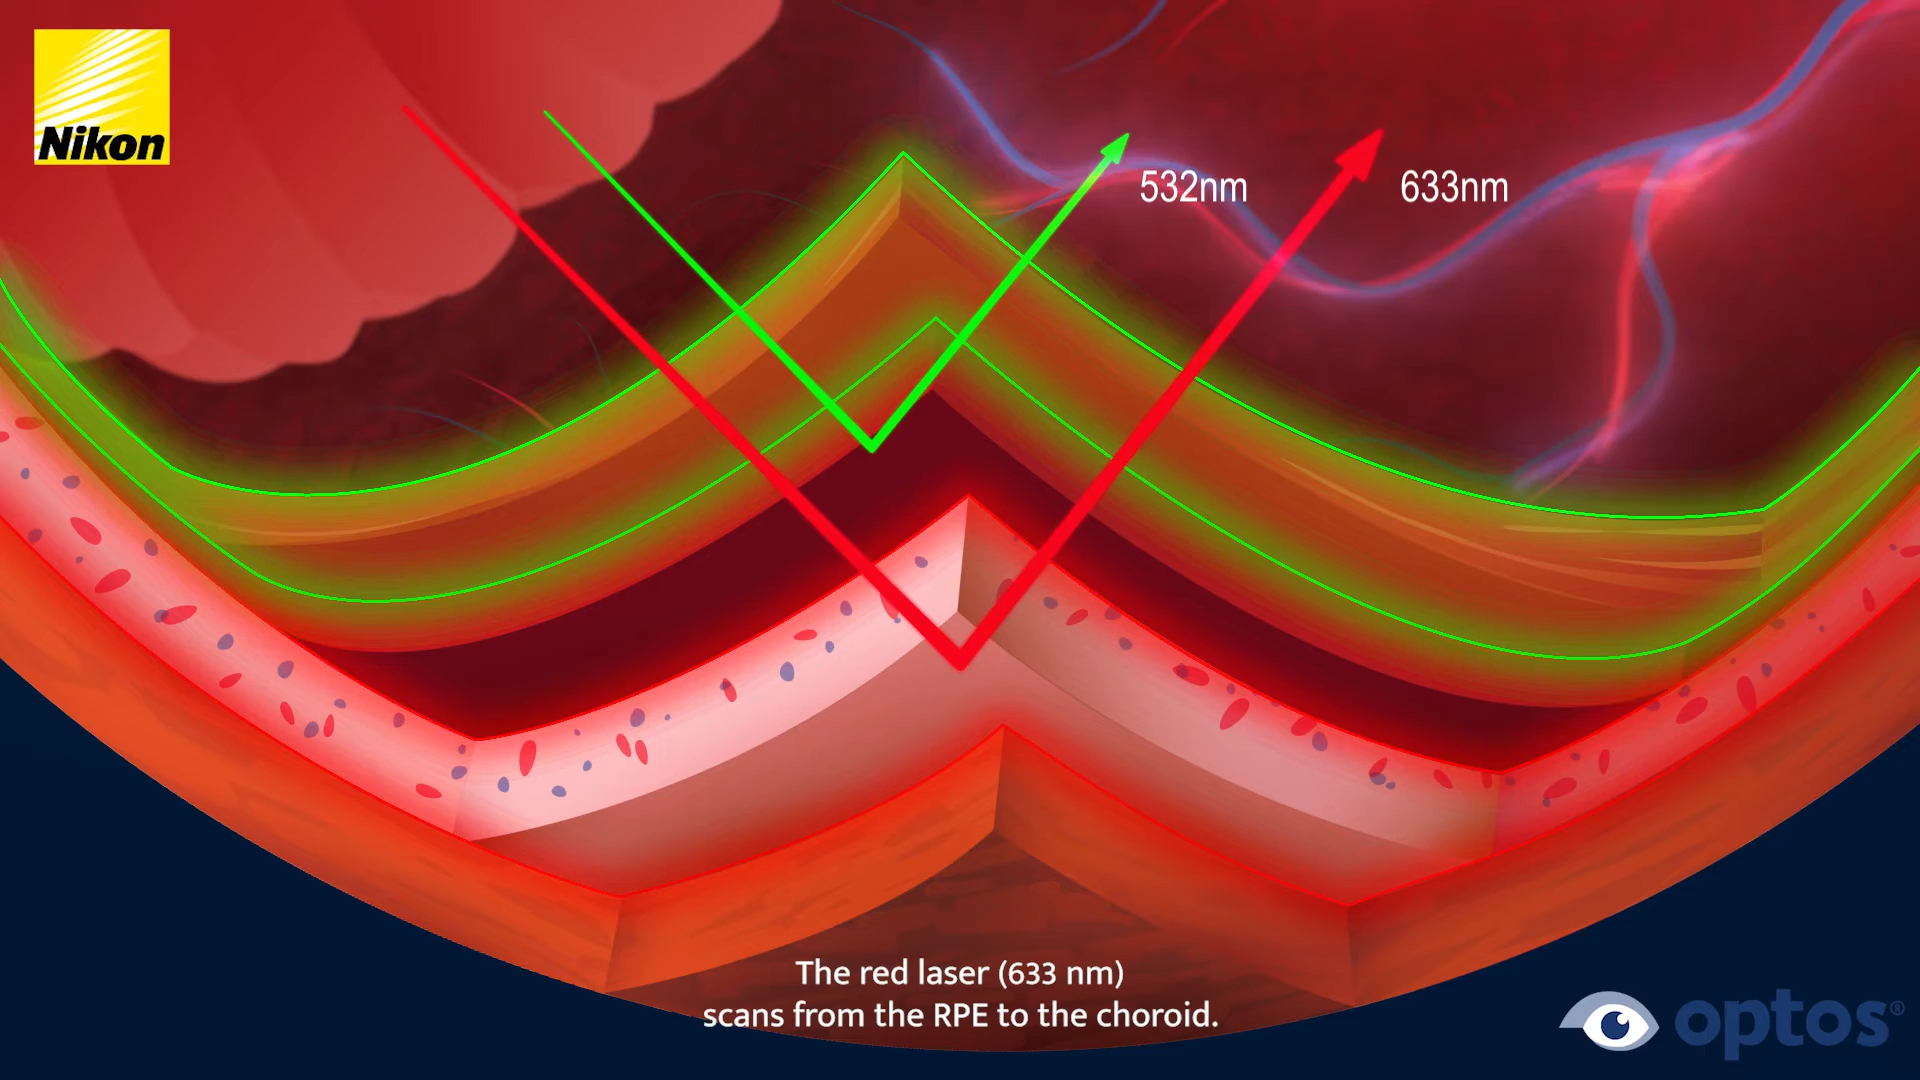 Nikon
532nm
633nm
The red laser (633 nm)
scans from the RPE to the choroid.
optos®